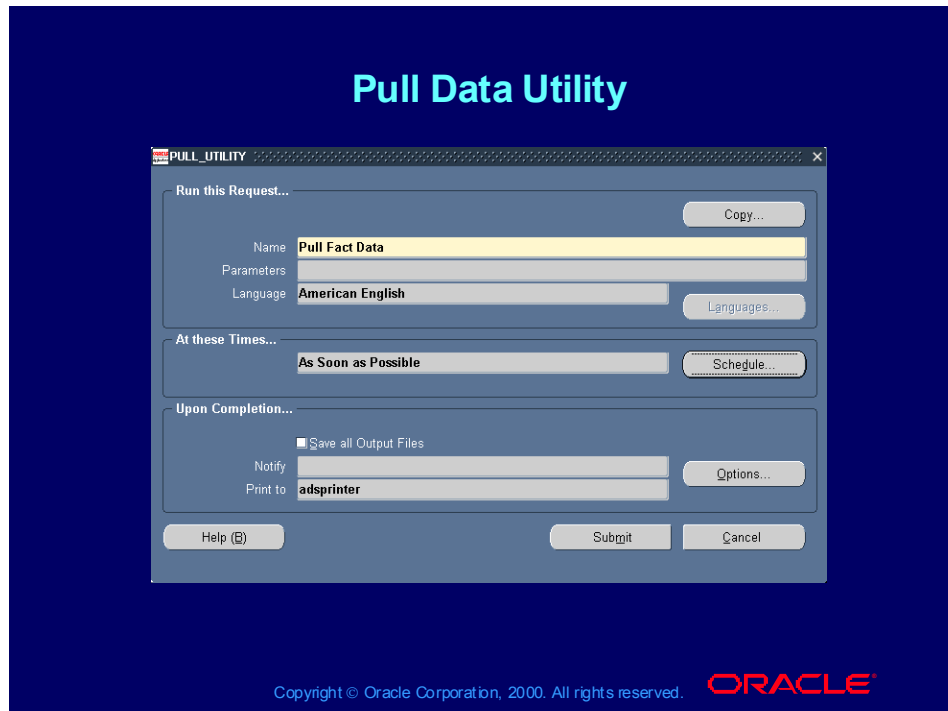 Pull Data Utility
PULL_UTILITY
Run this Request...
Copy...
Name Pull Fact Data
Parameters
Language American English
Languages...
At these Times...
As Soon as Possible Schedule...
Upon Completion...
Save all Output Files
Notify
Options...
Print to adsprinter
Help (B) Submit Cancel
Copyright © Oracle Corporation, 2000. All rights reserved. ORACLE®